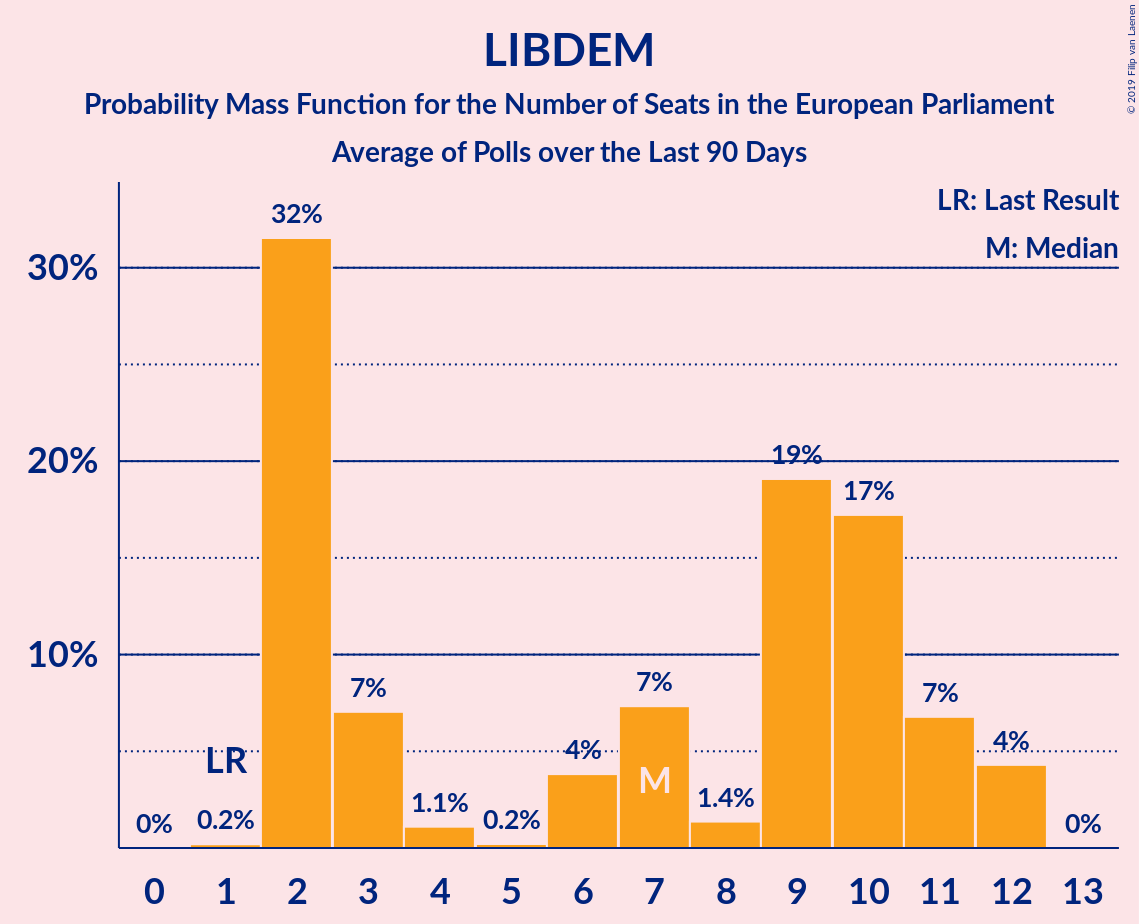 LIBDEM
Probability Mass Function for the Number of Seats in the European Parliament
Average of Polls over the Last 90 Days
© 2019 Filip van Laenen
LR: Last Result
M: Median
30%
20%
10%
0%
0.2%
32%
7%
1.1%
0.2%
4%
7%
1.4%
19%
17%
7%
4%
0%
LR
M
0 1 2 3 4 5 6 7 8 9 10 11 12 13